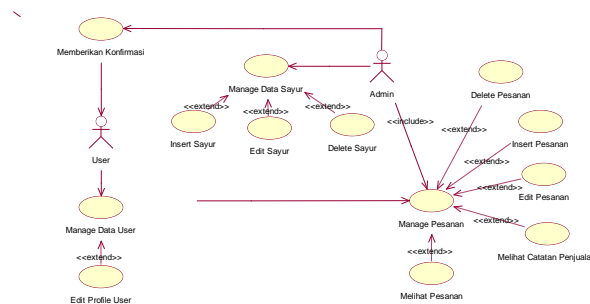 Memberikan Konfirmasi
Manage Data Sayur
Admin
Delete Pesanan
<<extend>>
<<extend>>
<<extend>>
Insert Sayur
Edit Sayur
Delete Sayur
<<include>>
<<extend>>
Insert Pesanan
User
<<extend>>
Edit Pesanan
<<extend>>
Manage Data User
Manage Pesanan
<<extend>>
Melihat Catatan Penjuala
<<extend>>
<<extend>>
Edit Profile User
Melihat Pesanan